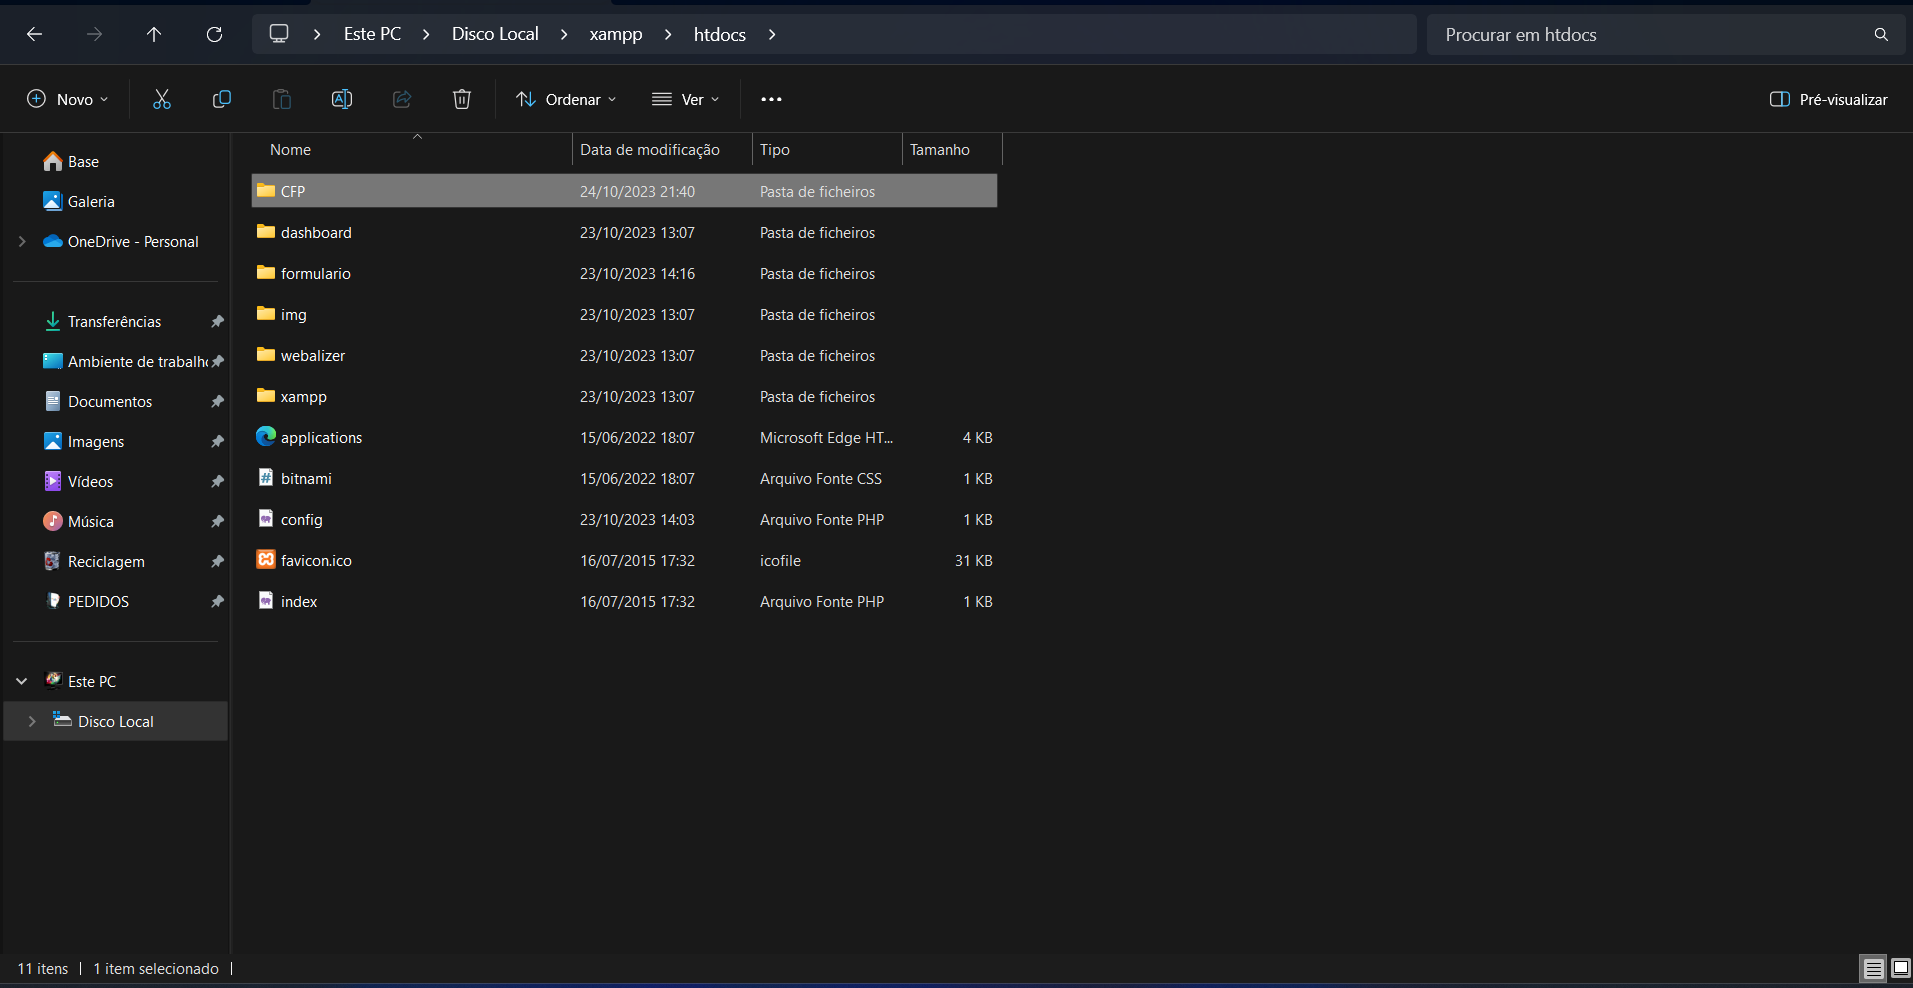 Este PC > Disco Local > xampp > htdocs >
Procurar em htdocs
Novo Ordenar Ver ••• Pré-visualizar
Base
Galeria
OneDrive - Personal
Transferências
Ambiente de trabalho
Documentos
Imagens
Vídeos
Música
Reciclagem
PEDIDOS
Este PC
Disco Local
Nome Data de modificação Tipo Tamanho
CFP 24/10/2023 21:40 Pasta de ficheiros
dashboard 23/10/2023 13:07 Pasta de ficheiros
formulario 23/10/2023 14:16 Pasta de ficheiros
img 23/10/2023 13:07 Pasta de ficheiros
webalizer 23/10/2023 13:07 Pasta de ficheiros
xampp 23/10/2023 13:07 Pasta de ficheiros
applications 15/06/2022 18:07 Microsoft Edge HT... 4 KB
bitnami 15/06/2022 18:07 Arquivo Fonte CSS 1 KB
config 23/10/2023 14:03 Arquivo Fonte PHP 1 KB
favicon.ico 16/07/2015 17:32 icofile 31 KB
index 16/07/2015 17:32 Arquivo Fonte PHP 1 KB
11 itens | 1 item selecionado |